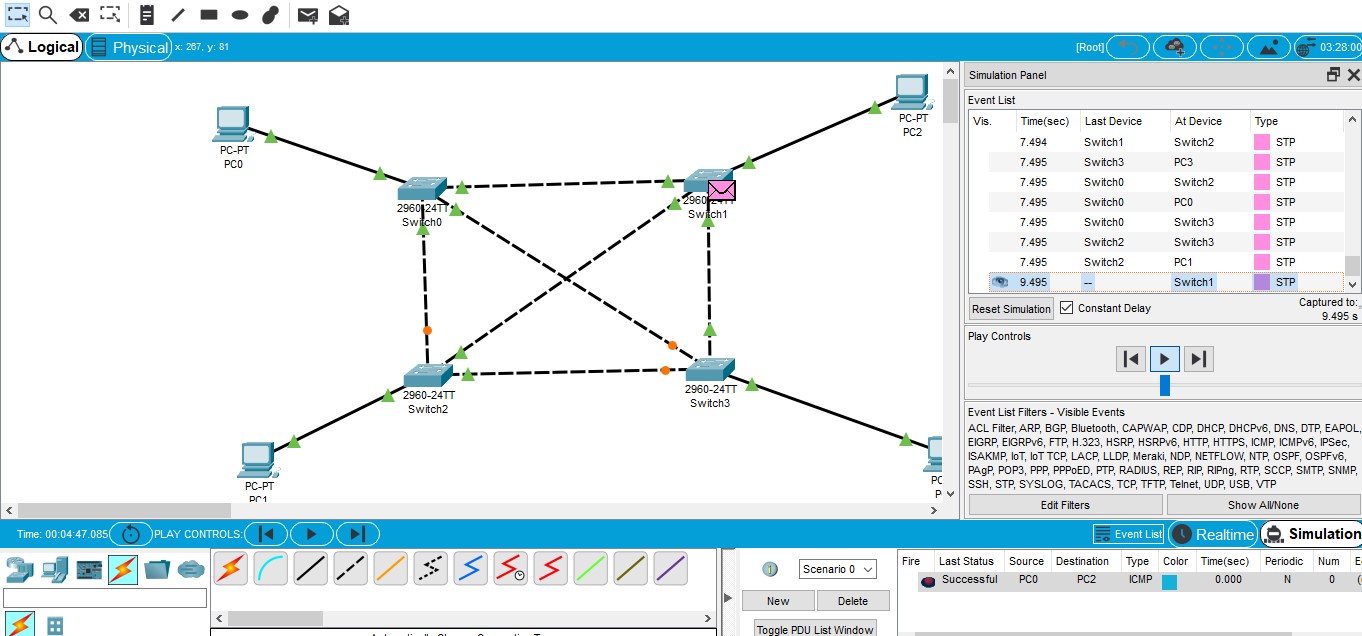 Logical
Physical
x: 267, y: 81
[Root]
03:28:00
PC-PT
PC0
PC-PT
PC2
2960-24TT
Switch0
Switch1
2960-24TT
Switch2
2960-24TT
Switch3
PC-PT
PC1
Simulation Panel
Event List
Vis. Time(sec) Last Device At Device Type
7.494 Switch1 Switch2 STP
7.495 Switch3 PC3 STP
7.495 Switch0 Switch2 STP
7.495 Switch0 PC0 STP
7.495 Switch0 Switch3 STP
7.495 Switch2 Switch3 STP
7.495 Switch2 PC1 STP
9.495 -- Switch1 STP
Reset Simulation
Constant Delay
Captured to:
9.495 s
Play Controls
Event List Filters - Visible Events
ACL Filter, ARP, BGP, Bluetooth, CAPWAP, CDP, DHCP, DHCPv6, DNS, DTP, EAPOL,
EIGRP, EIGRPv6, FTP, H.323, HSRP, HSRPv6, HTTP, HTTPS, ICMP, ICMPv6, IPSec,
ISAKMP, IoT, IoT TCP, LACP, LLDP, Meraki, NDP, NETFLOW, NTP, OSPF, OSPFv6,
PAgP, POP3, PPP, PPPoED, PTP, RADIUS, REP, RIP, RIPng, RTP, SCCP, SMTP, SNMP,
SSH, STP, SYSLOG, TACACS, TCP, TFTP, Telnet, UDP, USB, VTP
Edit Filters
Show All/None
Time: 00:04:47.085
PLAY CONTROLS:
Event List
Realtime
Simulation
Scenario 0
New
Delete
Toggle PDU List Window
Fire Last Status Source Destination Type Color Time(sec) Periodic Num
Successful PC0 PC2 ICMP 0.000 N 0